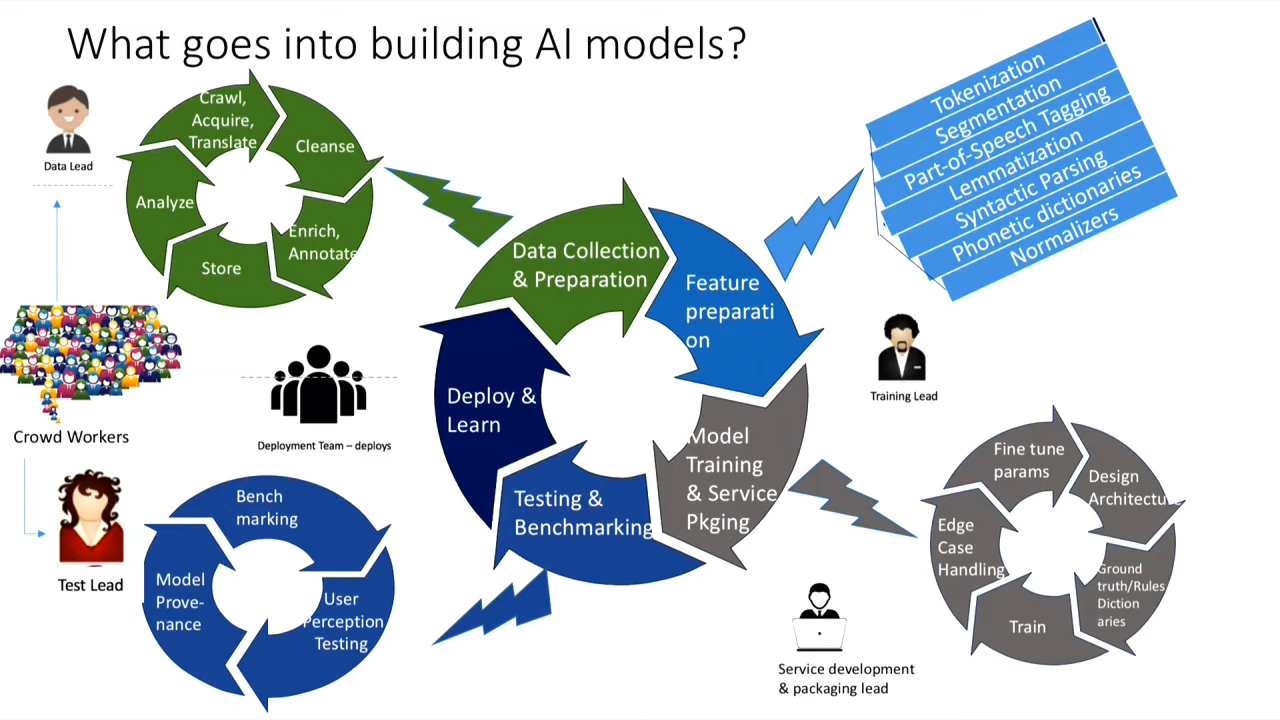 What goes into building AI models?
Data Lead
Crawl,
Acquire,
Translate
Cleanse
Enrich,
Annotate
Store
Analyze
Data Collection
& Preparation
Feature
preparati
on
Model
Training
& Service
Pkging
Testing &
Benchmarking
Deploy &
Learn
Tokenization
Segmentation
Part-of-Speech Tagging
Lemmatization
Syntactic Parsing
Phonetic dictionaries
Normalizers
Training Lead
Crowd Workers
Deployment Team – deploys
Test Lead
Bench
marking
User
Perception
Testing
Model
Prove-
nance
Service development
& packaging lead
Fine tune
params
Design
Architectu
Ground
truth/Rules
Diction
aries
Train
Edge
Case
Handling